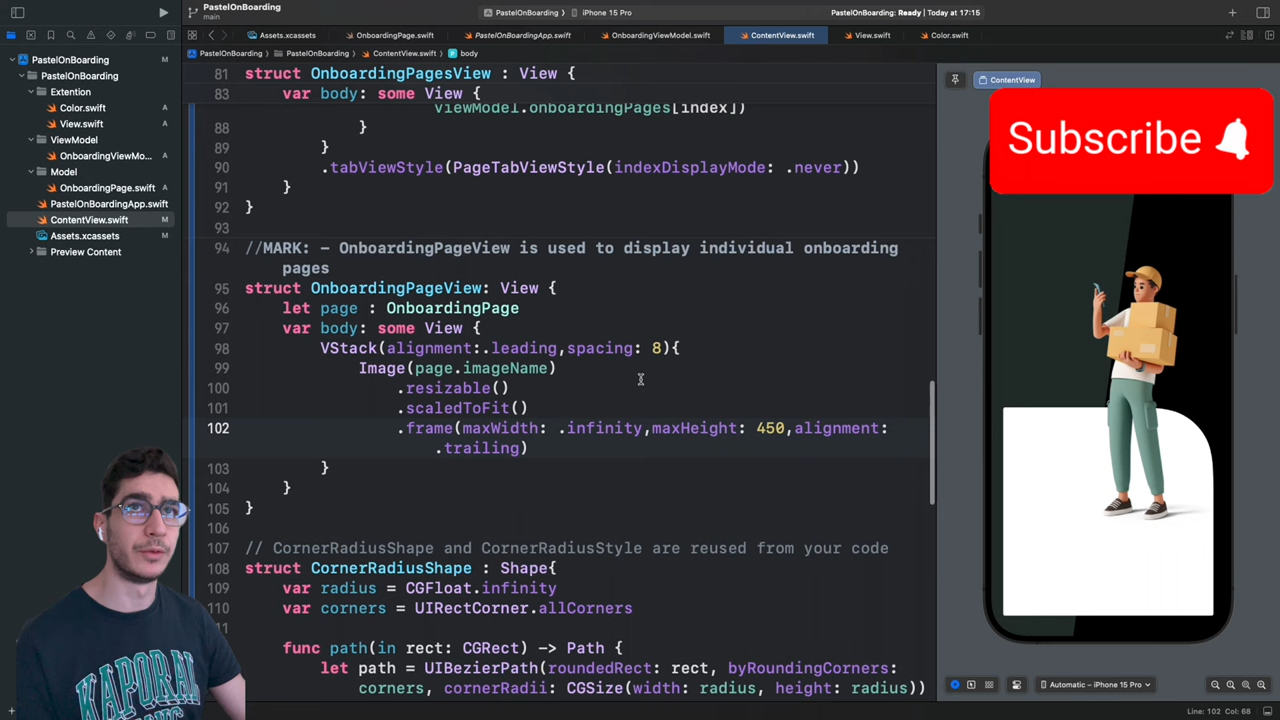 PastelOnBoarding
main
PastelOnBoarding
iPhone 15 Pro
PastelOnBoarding: Ready | Today at 17:15
Assets.xcassets
OnboardingPage.swift
PastelOnBoardingApp.swift
OnboardingViewModel.swift
ContentView.swift
View.swift
Color.swift
PastelOnBoarding
PastelOnBoarding
ContentView.swift
body
PastelOnBoarding M
PastelOnBoarding
Extention
Color.swift A
View.swift A
ViewModel
OnboardingViewMo... A
Model
OnboardingPage.swift A
PastelOnBoardingApp.swift M
ContentView.swift M
Assets.xcassets M
Preview Content
81 struct OnboardingPagesView : View {
83 var body: some View {
viewModel.onboardingPages[index])
88 }
89 }
90 .tabViewStyle(PageTabViewStyle(indexDisplayMode: .never))
91 }
92 }
93
94 //MARK: - OnboardingPageView is used to display individual onboarding
pages
95 struct OnboardingPageView: View {
96 let page : OnboardingPage
97 var body: some View {
98 VStack(alignment:.leading,spacing: 8){
99 Image(page.imageName)
100 .resizable()
101 .scaledToFit()
102 .frame(maxWidth: .infinity,maxHeight: 450,alignment:
.trailing)
103 }
104 }
105 }
106
107 // CornerRadiusShape and CornerRadiusStyle are reused from your code
108 struct CornerRadiusShape : Shape{
109 var radius = CGFloat.infinity
110 var corners = UIRectCorner.allCorners
111
112 func path(in rect: CGRect) -> Path {
113 let path = UIBezierPath(roundedRect: rect, byRoundingCorners:
corners, cornerRadii: CGSize(width: radius, height: radius))
ContentView
Subscribe
KAPORAL
Automatic – iPhone 15 Pro
Line: 102 Col: 68